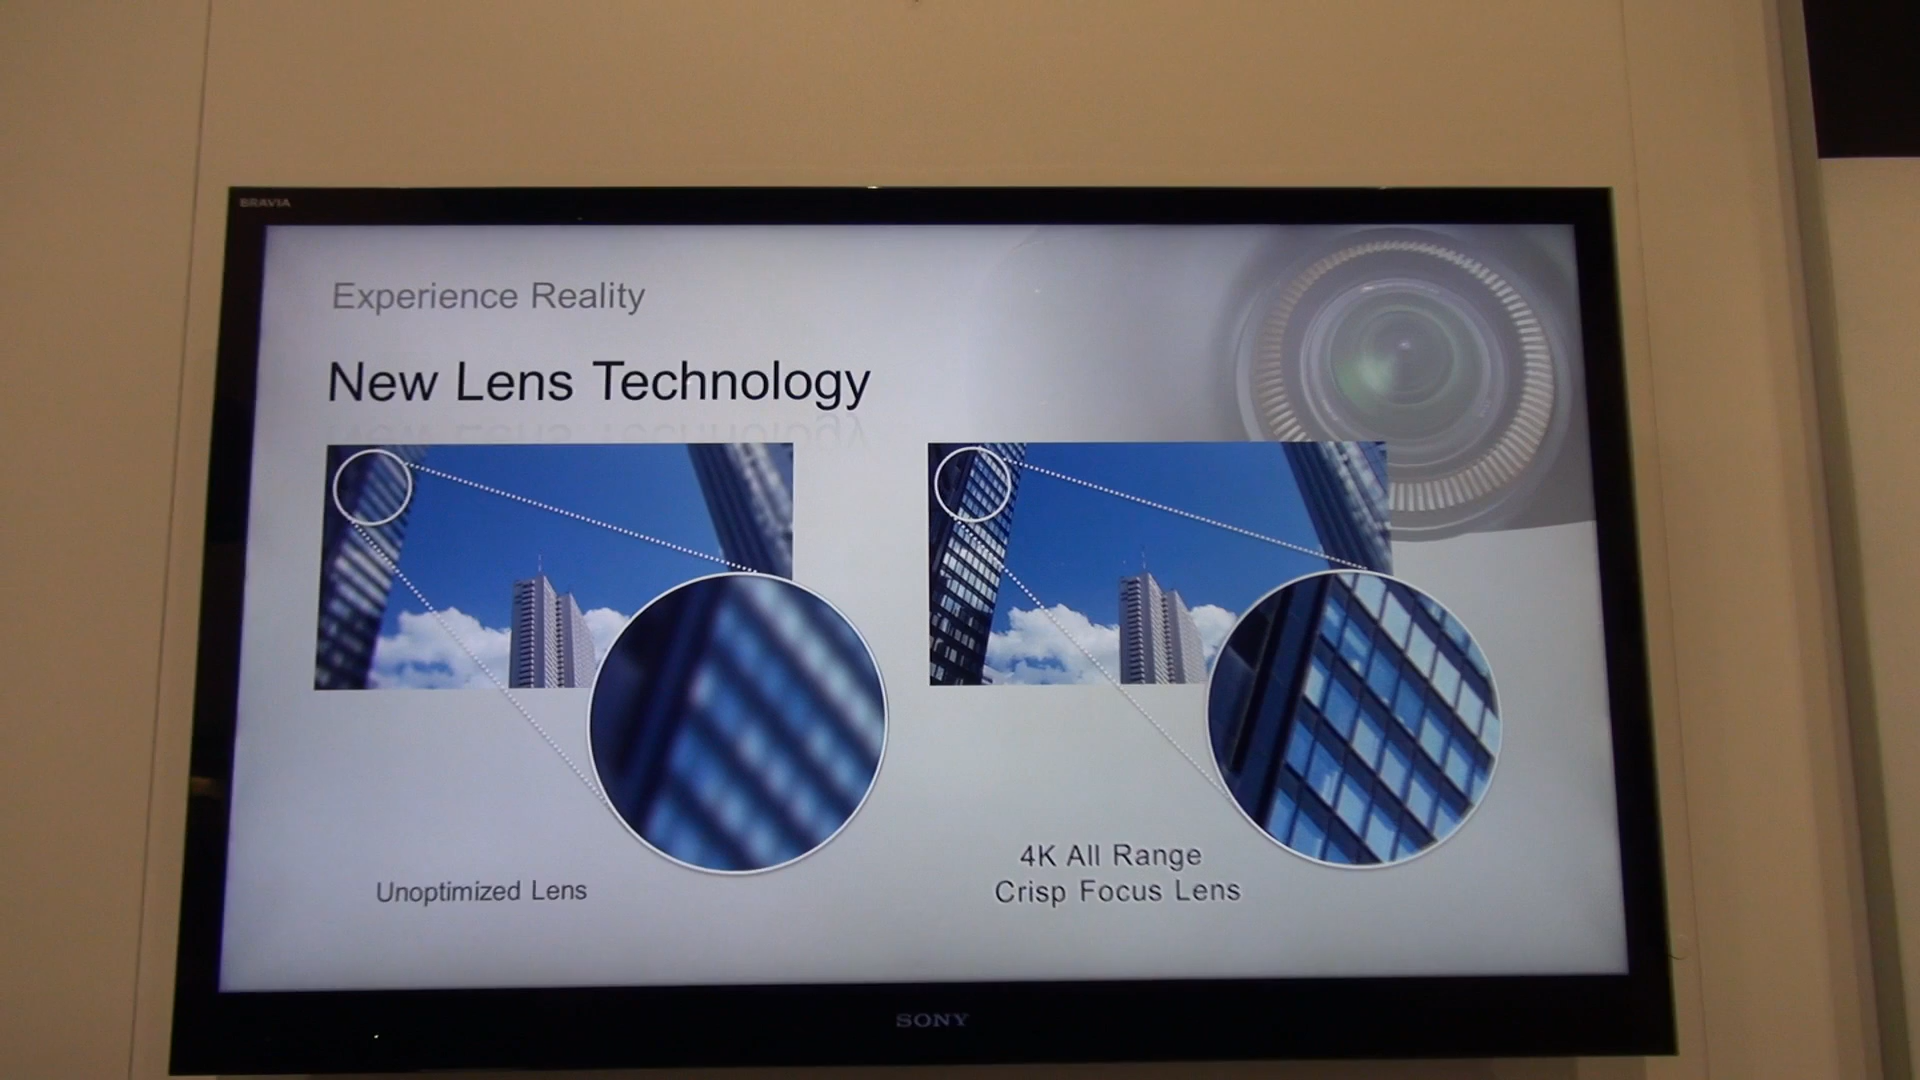 BRAVIA
Experience Reality
New Lens Technology
Unoptimized Lens
4K All Range
Crisp Focus Lens
SONY